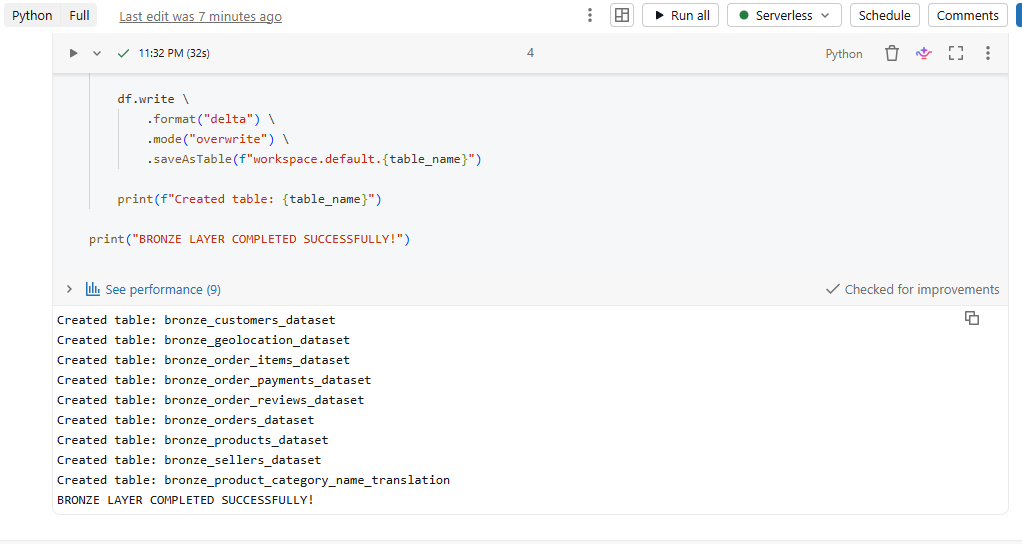 Python Full Last edit was 7 minutes ago Run all Serverless Schedule Comments
11:32 PM (32s) 4 Python
df.write \
.format("delta") \
.mode("overwrite") \
.saveAsTable(f"workspace.default.{table_name}")
print(f"Created table: {table_name}")
print("BRONZE LAYER COMPLETED SUCCESSFULLY!")
See performance (9) Checked for improvements
Created table: bronze_customers_dataset
Created table: bronze_geolocation_dataset
Created table: bronze_order_items_dataset
Created table: bronze_order_payments_dataset
Created table: bronze_order_reviews_dataset
Created table: bronze_orders_dataset
Created table: bronze_products_dataset
Created table: bronze_sellers_dataset
Created table: bronze_product_category_name_translation
BRONZE LAYER COMPLETED SUCCESSFULLY!